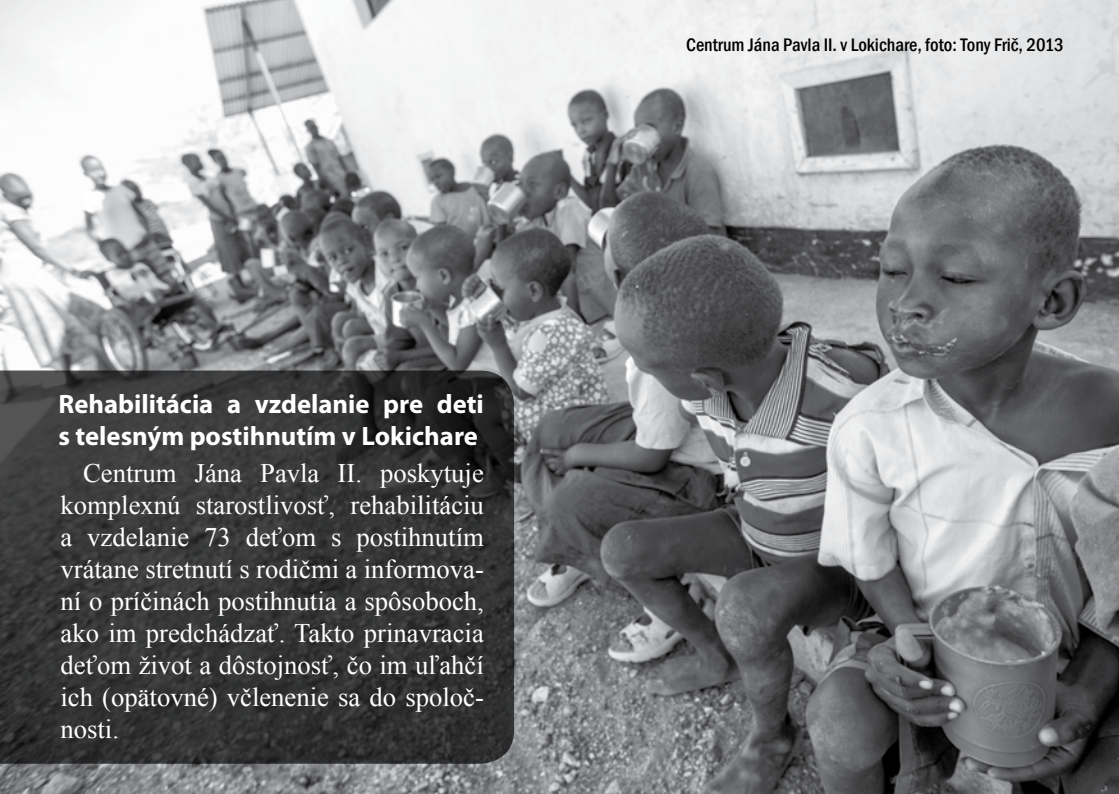 Centrum Jána Pavla II. v Lokichare, foto: Tony Frič, 2013
Rehabilitácia a vzdelanie pre deti
s telesným postihnutím v Lokichare
Centrum Jána Pavla II. poskytuje
komplexnú starostlivosť, rehabilitáciu
a vzdelanie 73 deťom s postihnutím
vrátane stretnutí s rodičmi a informova-
ní o príčinách postihnutia a spôsoboch,
ako im predchádzať. Takto prinavracia
deťom život a dôstojnosť, čo im uľahčí
ich (opätovné) včlenenie sa do spoloč-
nosti.